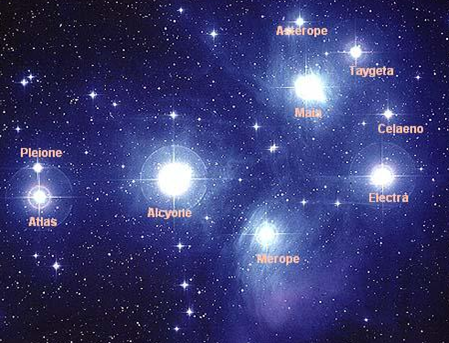 Asterope
Taygeta
Maia
Celaeno
Pleione
Electra
Atlas
Alcyone
Merope